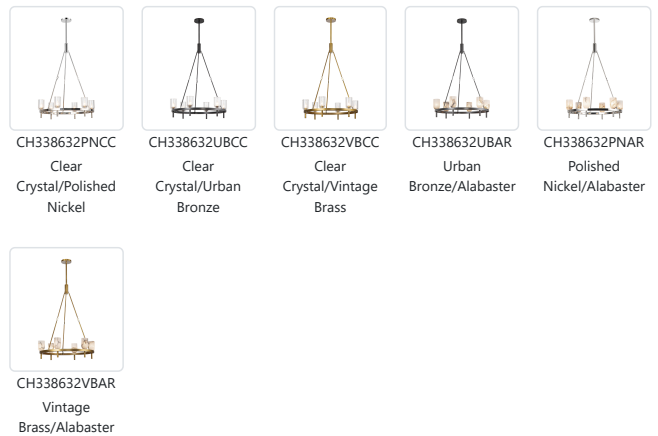 CH338632PNCC
Clear
Crystal/Polished
Nickel
CH338632UBCC
Clear
Crystal/Urban
Bronze
CH338632VBCC
Clear
Crystal/Vintage
Brass
CH338632UBAR
Urban
Bronze/Alabaster
CH338632PNAR
Polished
Nickel/Alabaster
CH338632VBAR
Vintage
Brass/Alabaster